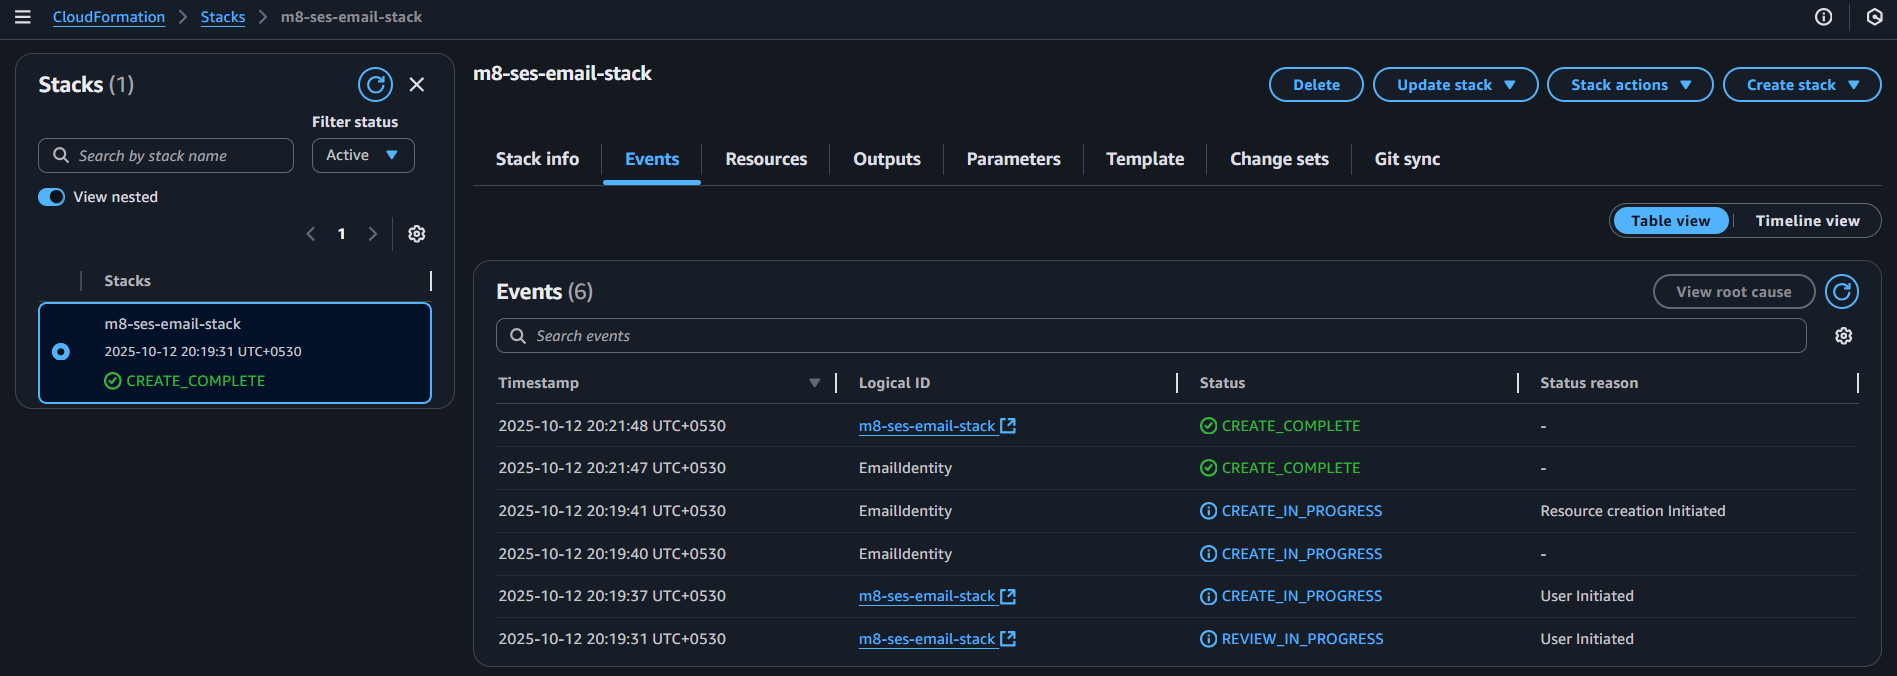 CloudFormation > Stacks > m8-ses-email-stack
Stacks (1)
Filter status
Search by stack name
Active
View nested
1
Stacks
m8-ses-email-stack
2025-10-12 20:19:31 UTC+0530
CREATE_COMPLETE
m8-ses-email-stack
Delete
Update stack
Stack actions
Create stack
Stack info
Events
Resources
Outputs
Parameters
Template
Change sets
Git sync
Table view
Timeline view
Events (6)
View root cause
Search events
Timestamp Logical ID Status Status reason
2025-10-12 20:21:48 UTC+0530 m8-ses-email-stack CREATE_COMPLETE -
2025-10-12 20:21:47 UTC+0530 EmailIdentity CREATE_COMPLETE -
2025-10-12 20:19:41 UTC+0530 EmailIdentity CREATE_IN_PROGRESS Resource creation Initiated
2025-10-12 20:19:40 UTC+0530 EmailIdentity CREATE_IN_PROGRESS -
2025-10-12 20:19:37 UTC+0530 m8-ses-email-stack CREATE_IN_PROGRESS User Initiated
2025-10-12 20:19:31 UTC+0530 m8-ses-email-stack REVIEW_IN_PROGRESS User Initiated